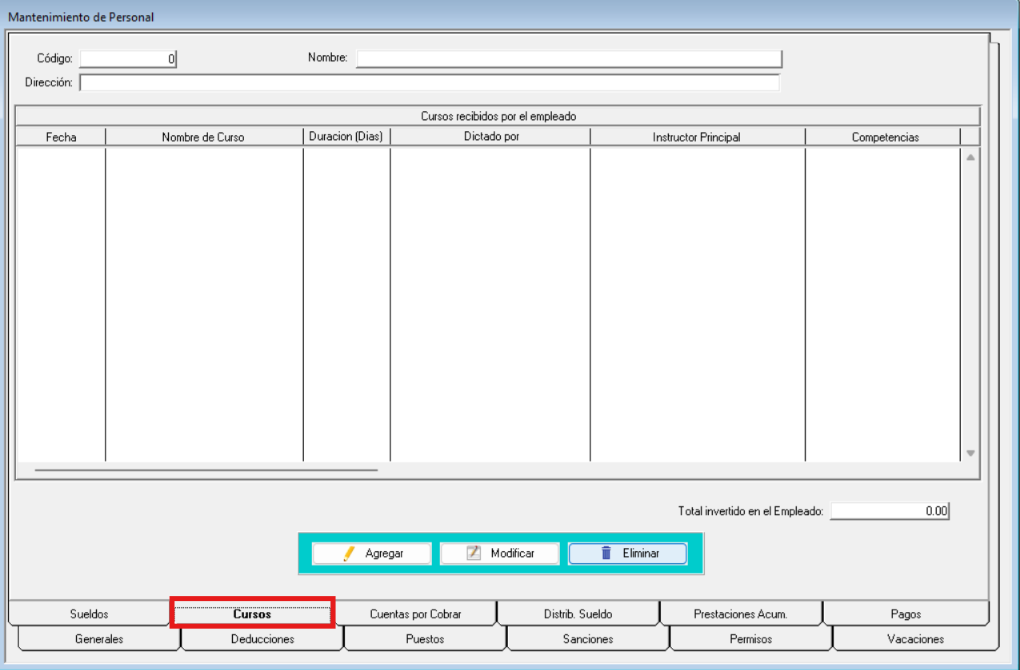 Mantenimiento de Personal
Código: 0 Nombre:
Dirección:
Cursos recibidos por el empleado
Fecha Nombre de Curso Duracion (Dias) Dictado por Instructor Principal Competencias
Total invertido en el Empleado: 0.00
Agregar Modificar Eliminar
Sueldos Cursos Cuentas por Cobrar Distrib. Sueldo Prestaciones Acum. Pagos
Generales Deducciones Puestos Sanciones Permisos Vacaciones